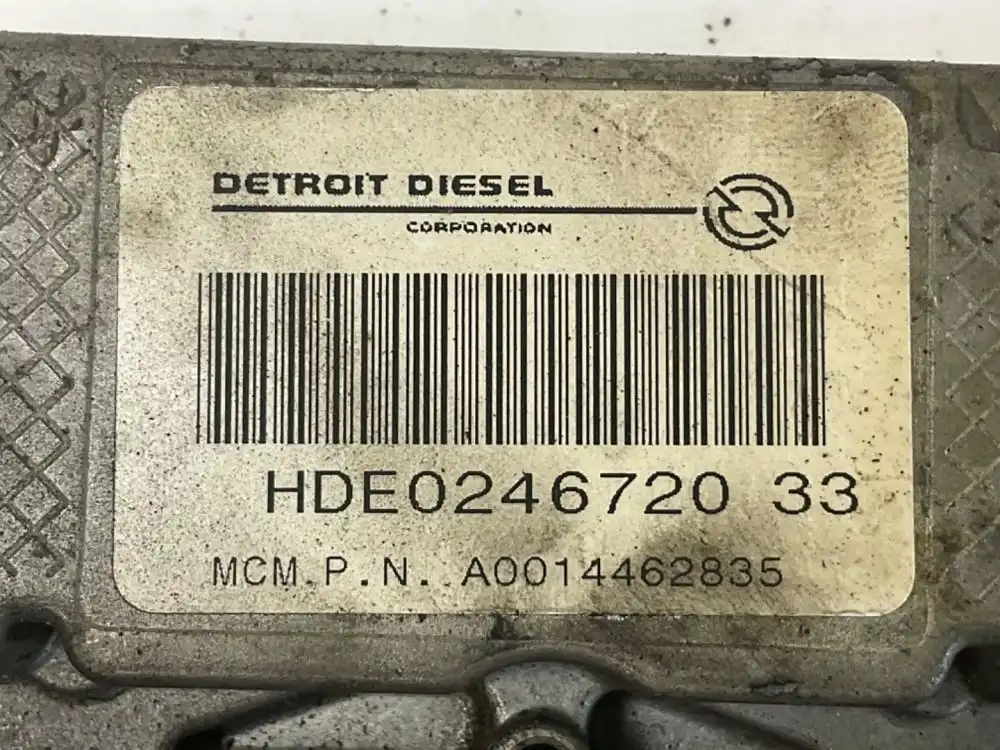 DETROIT DIESEL
CORPORATION
HDE0246720 33
MCM P.N. A0014462835